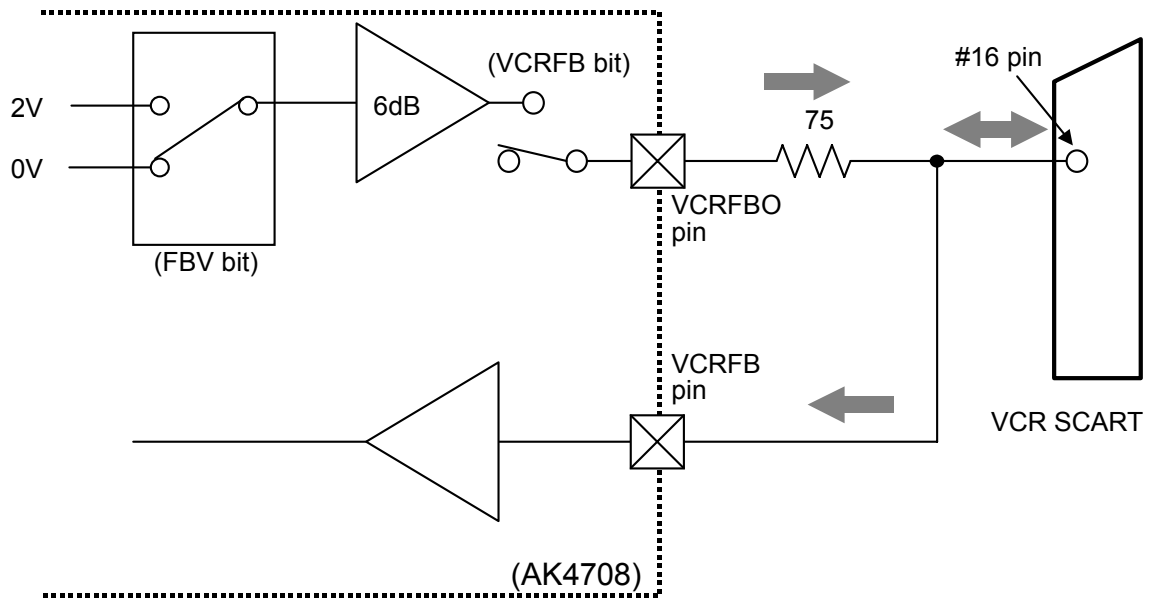 2V
0V
(FBV bit)
6dB
(VCRFB bit)
VCRFBO
pin
75
#16 pin
VCRFB
pin
VCR SCART
(AK4708)